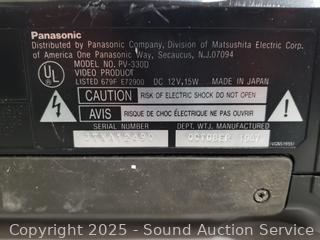 Panasonic
Distributed by Panasonic Company, Division of Matsushita Electric Corp.
of America One Panasonic Way, Secaucus, N.J.07094
MODEL NO. PV-330D
VIDEO PRODUCT
LISTED 679F E72900 DC 12V,15W MADE IN JAPAN
UL
CAUTION RISK OF ELECTRIC SHOCK DO NOT OPEN
AVIS RISQUE DE CHOC ÉLECTRIQUE NE PAS OUVRIR
SERIAL NUMBER DEPT. WTJ. MANUFACTURED
OCTOBER 1987
Copyright 2025 - Sound Auction Service